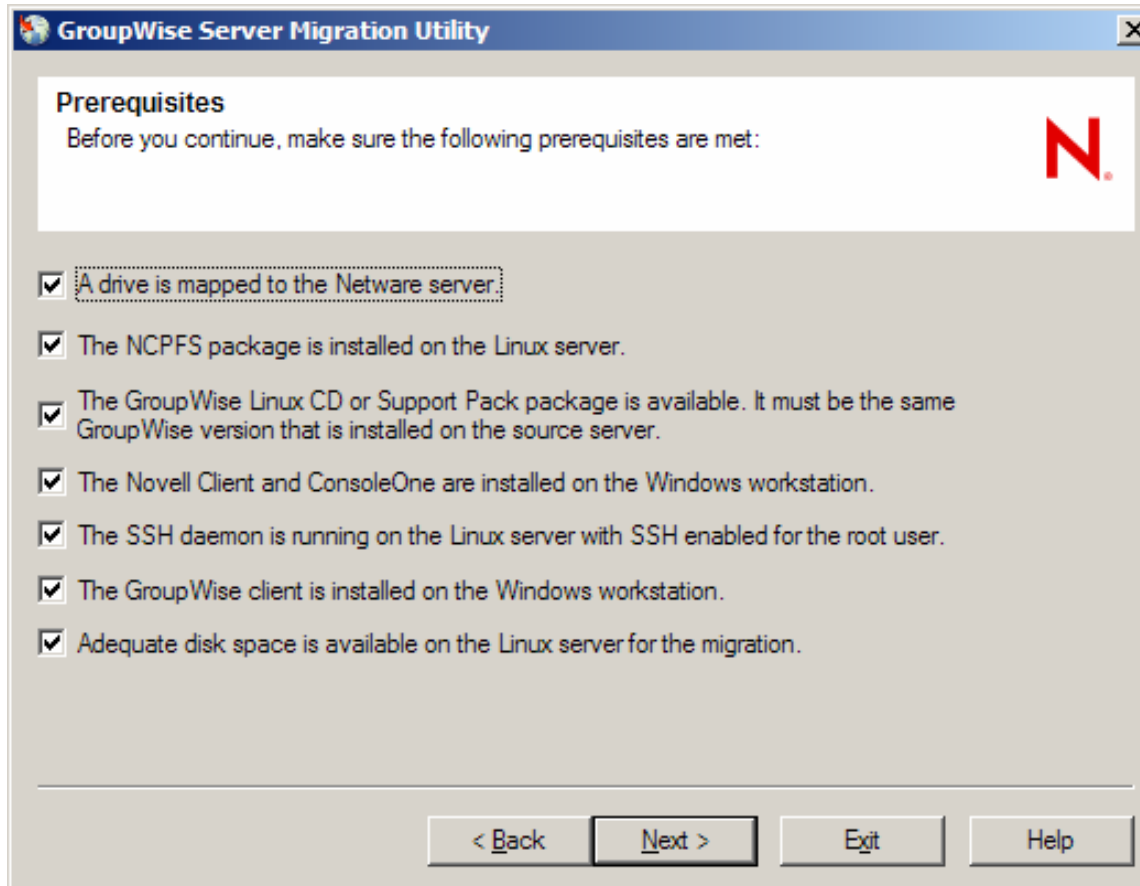 GroupWise Server Migration Utility
Prerequisites
Before you continue, make sure the following prerequisites are met:
N
A drive is mapped to the Netware server.
The NCPFS package is installed on the Linux server.
The GroupWise Linux CD or Support Pack package is available. It must be the same
GroupWise version that is installed on the source server.
The Novell Client and ConsoleOne are installed on the Windows workstation.
The SSH daemon is running on the Linux server with SSH enabled for the root user.
The GroupWise client is installed on the Windows workstation.
Adequate disk space is available on the Linux server for the migration.
< Back Next > Exit Help